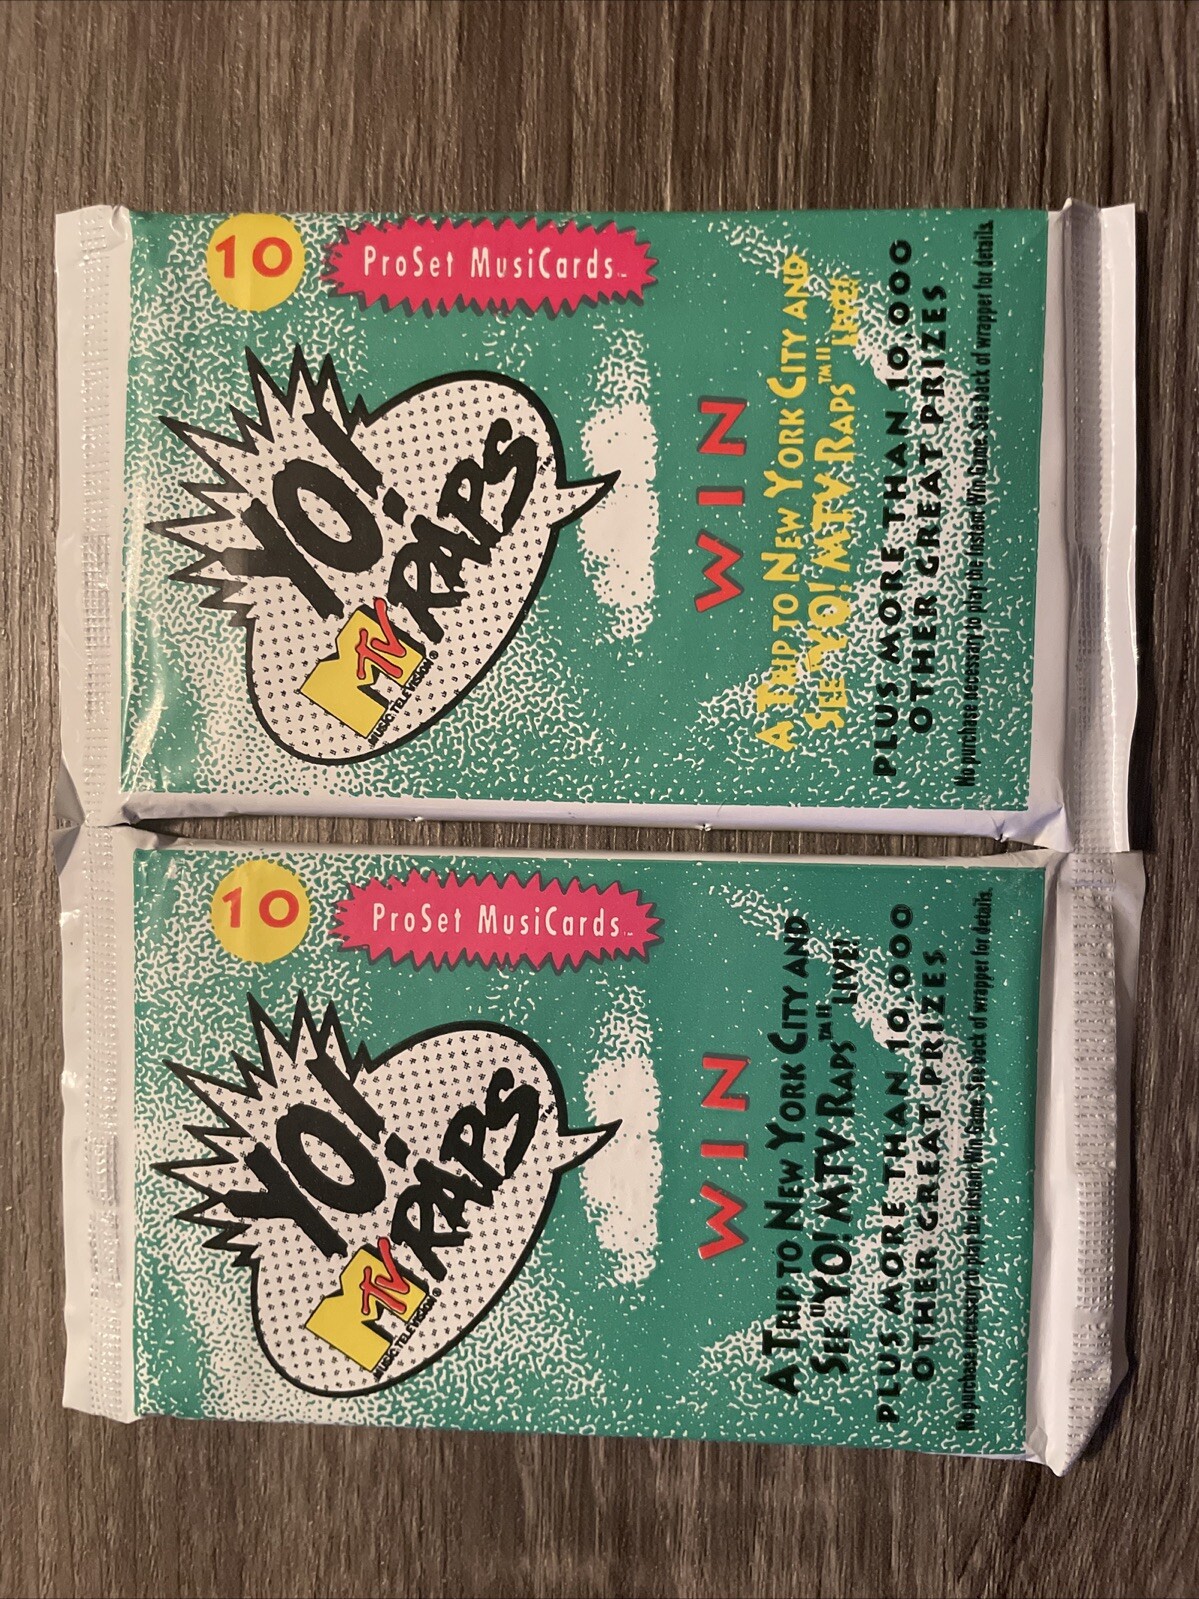 10
ProSet MusiCards™
YO!
MTV RAPS
MUSIC TELEVISION®
WIN
A TRIP TO NEW YORK CITY AND
SEE "YO! MTV RAPS™" LIVE!
PLUS MORE THAN 10,000
OTHER GREAT PRIZES
No purchase necessary to play the Instant Win Game. See back of wrapper for details.
10
ProSet MusiCards™
YO!
MTV RAPS
MUSIC TELEVISION®
WIN
A TRIP TO NEW YORK CITY AND
SEE "YO! MTV RAPS™" LIVE!
PLUS MORE THAN 10,000
OTHER GREAT PRIZES
No purchase necessary to play the Instant Win Game. See back of wrapper for details.